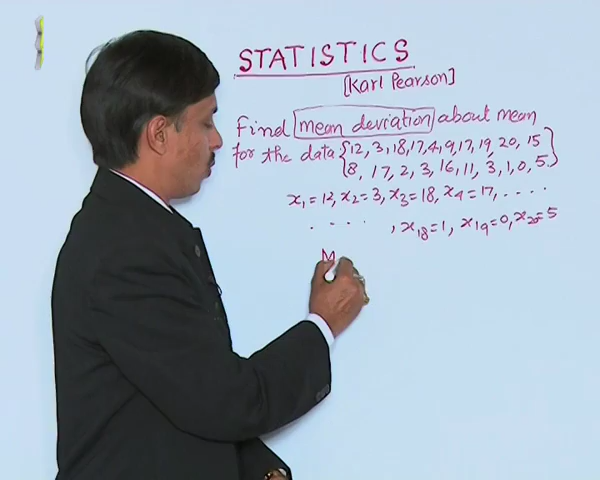 STATISTICS
[Karl Pearson]
Find mean deviation about mean
for the data {12, 3, 18, 17, 4, 9, 17, 19, 20, 15
8, 17, 2, 3, 16, 11, 3, 1, 0, 5}
x₁ = 12, x₂ = 3, x₃ = 18, x₄ = 17, . . . .
. . . . , x₁₈ = 1, x₁₉ = 0, x₂₀ = 5
M